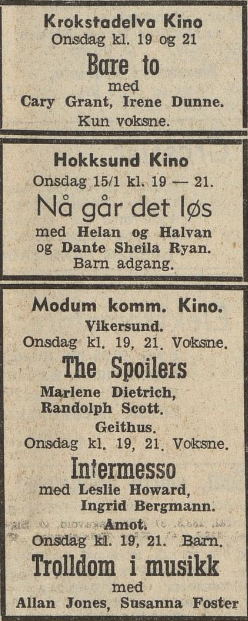 Krokstadelva Kino
Onsdag kl. 19 og 21
Bare to
med
Cary Grant, Irene Dunne.
Kun voksne.
Hokksund Kino
Onsdag 15/1 kl. 19 — 21.
Nå går det løs
med Helan og Halvan
og Dante Sheila Ryan.
Barn adgang.
Modum komm. Kino.
Vikersund.
Onsdag kl. 19, 21. Voksne.
The Spoilers
Marlene Dietrich,
Randolph Scott.
Geithus.
Onsdag kl. 19, 21. Voksne.
Intermesso
med Leslie Howard,
Ingrid Bergmann.
Åmot.
Onsdag kl. 19, 21. Barn.
Trolldom i musikk
med
Allan Jones, Susanna Foster